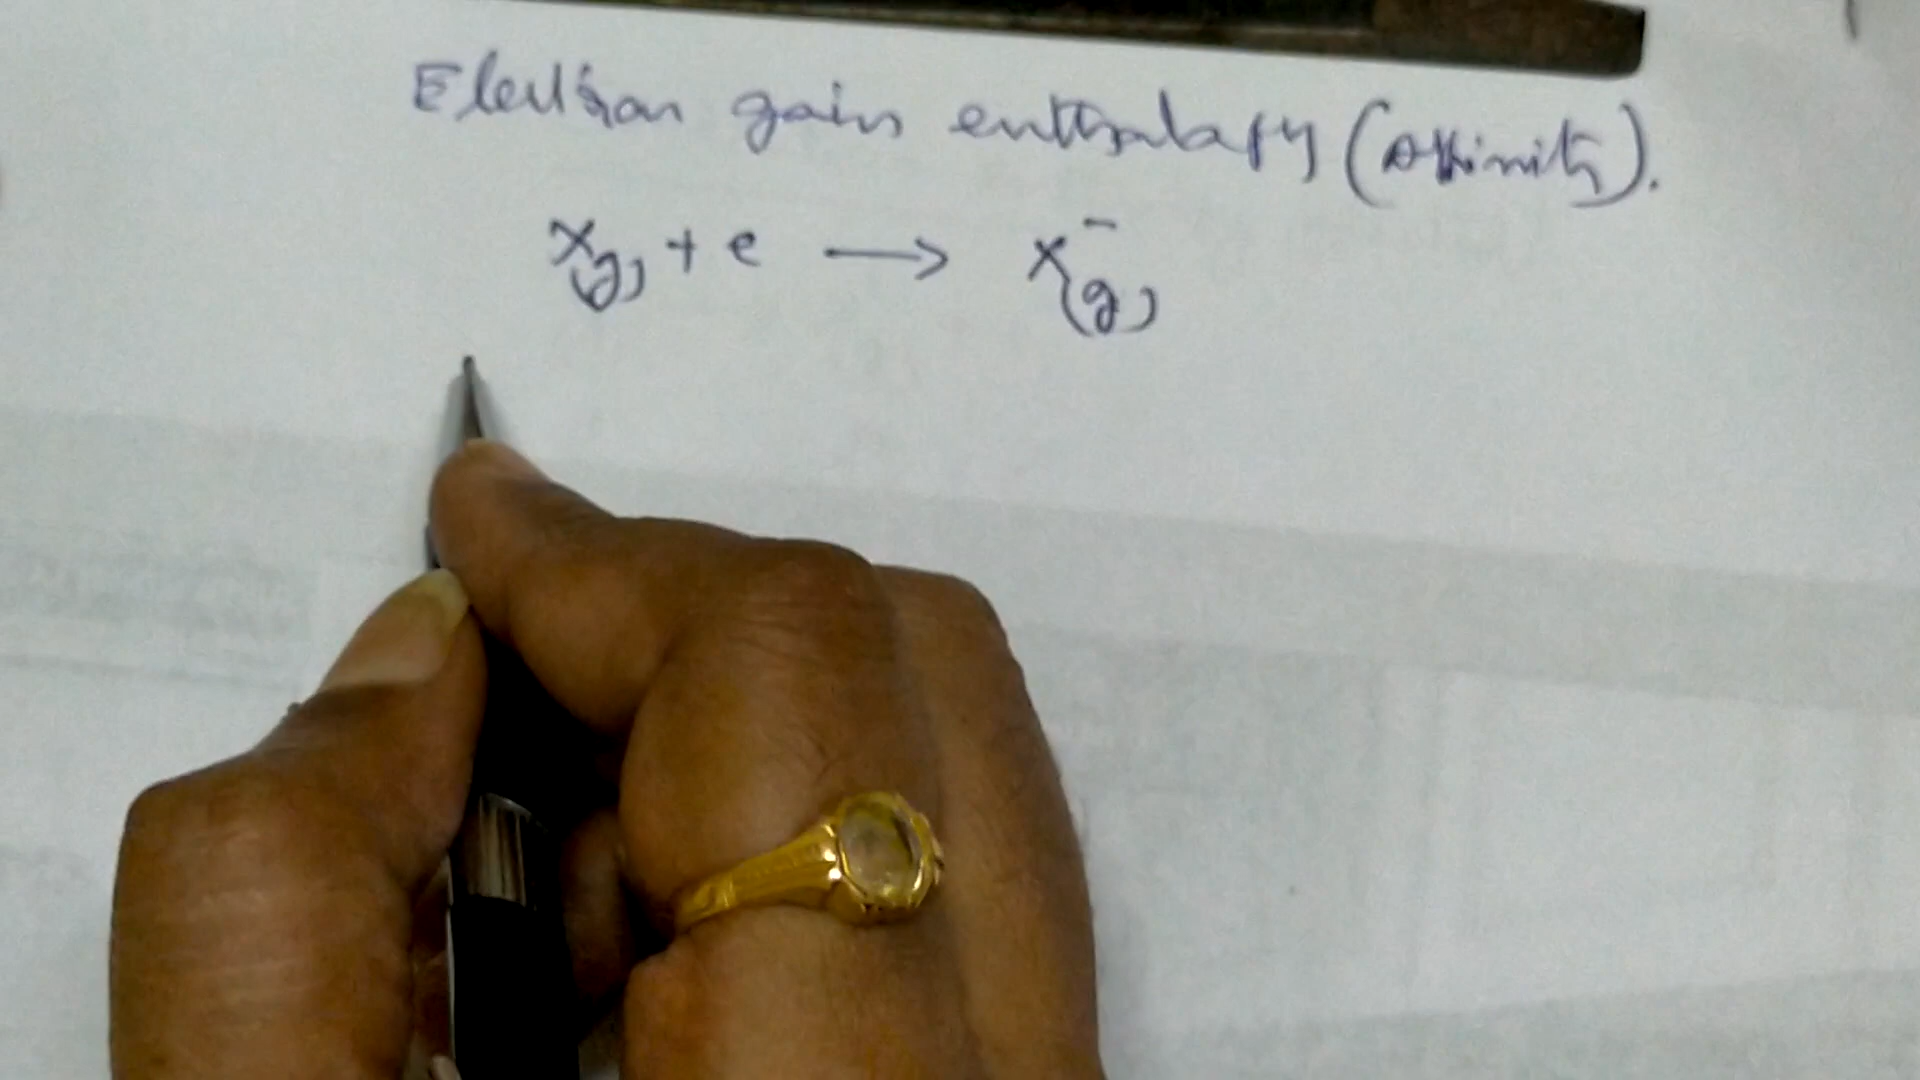 Electron gain enthalpy (Affinity).
X(g) + e → X⁻(g)